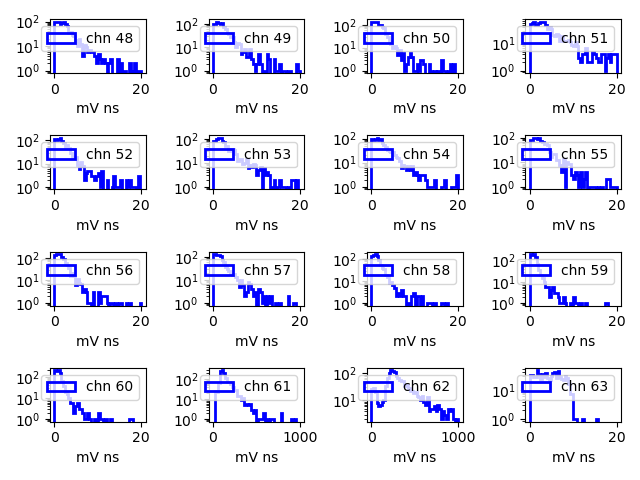 10² 10¹ 10⁰ chn 48 0 20 mV ns
10² 10¹ 10⁰ chn 49 0 20 mV ns
10² 10¹ 10⁰ chn 50 0 20 mV ns
10¹ 10⁰ chn 51 0 20 mV ns
10² 10¹ 10⁰ chn 52 0 20 mV ns
10² 10¹ 10⁰ chn 53 0 20 mV ns
10² 10¹ 10⁰ chn 54 0 20 mV ns
10² 10¹ 10⁰ chn 55 0 20 mV ns
10² 10¹ 10⁰ chn 56 0 20 mV ns
10² 10¹ 10⁰ chn 57 0 20 mV ns
10² 10¹ 10⁰ chn 58 0 20 mV ns
10² 10¹ 10⁰ chn 59 0 20 mV ns
10² 10¹ 10⁰ chn 60 0 20 mV ns
10² 10¹ 10⁰ chn 61 0 1000 mV ns
10² 10¹ chn 62 0 1000 mV ns
10¹ 10⁰ chn 63 0 20 mV ns